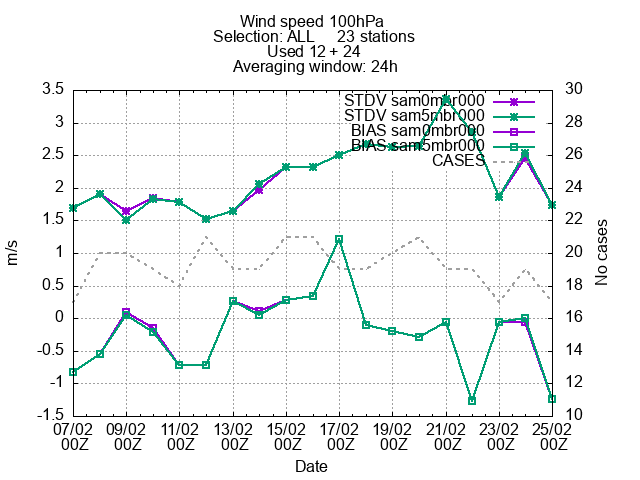 Wind speed 100hPa
Selection: ALL 23 stations
Used 12 + 24
Averaging window: 24h
3.5
3
2.5
2
1.5
1
0.5
0
-0.5
-1
-1.5
m/s
30
28
26
24
22
20
18
16
14
12
10
No cases
STDV sam0mbr000
STDV sam5mbr000
BIAS sam0mbr000
BIAS sam5mbr000
CASES
07/02 09/02 11/02 13/02 15/02 17/02 19/02 21/02 23/02 25/02
00Z 00Z 00Z 00Z 00Z 00Z 00Z 00Z 00Z 00Z
Date